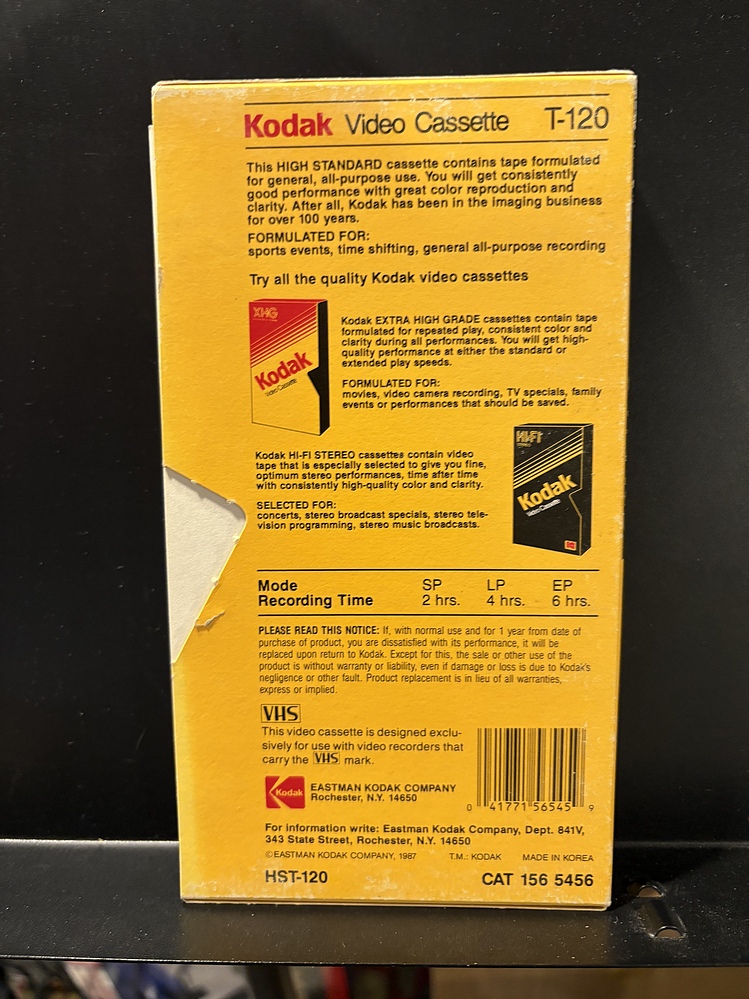 Kodak Video Cassette T-120
This HIGH STANDARD cassette contains tape formulated
for general, all-purpose use. You will get consistently
good performance with great color reproduction and
clarity. After all, Kodak has been in the imaging business
for over 100 years.
FORMULATED FOR:
sports events, time shifting, general all-purpose recording
Try all the quality Kodak video cassettes
XHG
Kodak
Video Cassette
Kodak EXTRA HIGH GRADE cassettes contain tape
formulated for repeated play, consistent color and
clarity during all performances. You will get high-
quality performance at either the standard or
extended play speeds.
FORMULATED FOR:
movies, video camera recording, TV specials, family
events or performances that should be saved.
Kodak HI-FI STEREO cassettes contain video
tape that is especially selected to give you fine,
optimum stereo performances, time after time
with consistently high-quality color and clarity.
SELECTED FOR:
concerts, stereo broadcast specials, stereo tele-
vision programming, stereo music broadcasts.
HI-FI
Kodak
Video Cassette
Mode SP LP EP
Recording Time 2 hrs. 4 hrs. 6 hrs.
PLEASE READ THIS NOTICE: If, with normal use and for 1 year from date of
purchase of product, you are dissatisfied with its performance, it will be
replaced upon return to Kodak. Except for this, the sale or other use of the
product is without warranty or liability, even if damage or loss is due to Kodak's
negligence or other fault. Product replacement is in lieu of all warranties,
express or implied.
VHS
This video cassette is designed exclu-
sively for use with video recorders that
carry the VHS mark.
Kodak
EASTMAN KODAK COMPANY
Rochester, N.Y. 14650
0 41771 56545 9
For information write: Eastman Kodak Company, Dept. 841V,
343 State Street, Rochester, N.Y. 14650
©EASTMAN KODAK COMPANY, 1987 T.M.: KODAK MADE IN KOREA
HST-120 CAT 156 5456